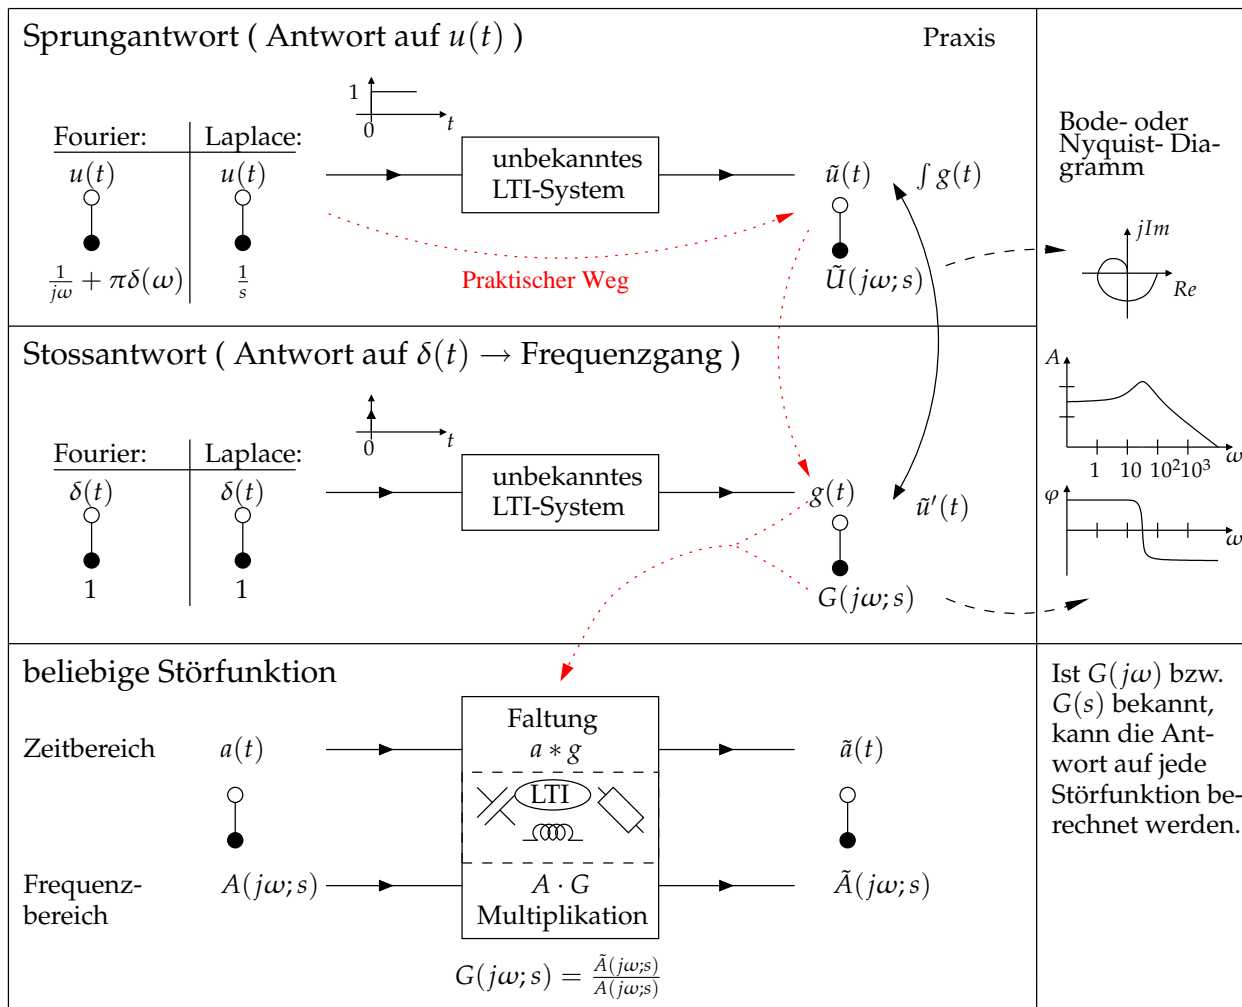 Sprungantwort ( Antwort auf u(t) )
Praxis
1
0
t
Fourier:
Laplace:
u(t)
u(t)
unbekanntes
LTI-System
ũ(t)
∫ g(t)
1/jω + πδ(ω)
1/s
Praktischer Weg
Ũ(jω;s)
Bode- oder
Nyquist- Dia-
gramm
jIm
Re
Stossantwort ( Antwort auf δ(t) → Frequenzgang )
0
t
Fourier:
Laplace:
δ(t)
δ(t)
unbekanntes
LTI-System
g(t)
ũ′(t)
1
1
G(jω;s)
A
1 10 10² 10³
ω
φ
ω
beliebige Störfunktion
Zeitbereich
a(t)
Faltung
a ∗ g
ã(t)
LTI
Frequenz-
bereich
A(jω;s)
A · G
Multiplikation
Ã(jω;s)
G(jω;s) = Ã(jω;s)/A(jω;s)
Ist G(jω) bzw.
G(s) bekannt,
kann die Ant-
wort auf jede
Störfunktion be-
rechnet werden.